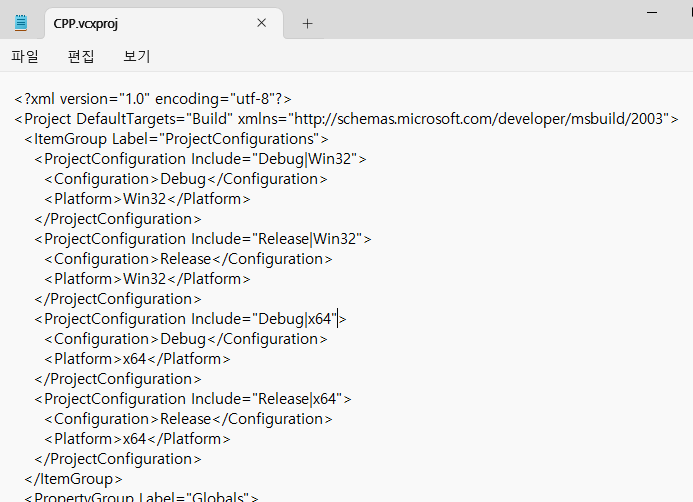 CPP.vcxproj
파일 편집 보기
<?xml version="1.0" encoding="utf-8"?>
<Project DefaultTargets="Build" xmlns="http://schemas.microsoft.com/developer/msbuild/2003">
<ItemGroup Label="ProjectConfigurations">
<ProjectConfiguration Include="Debug|Win32">
<Configuration>Debug</Configuration>
<Platform>Win32</Platform>
</ProjectConfiguration>
<ProjectConfiguration Include="Release|Win32">
<Configuration>Release</Configuration>
<Platform>Win32</Platform>
</ProjectConfiguration>
<ProjectConfiguration Include="Debug|x64">
<Configuration>Debug</Configuration>
<Platform>x64</Platform>
</ProjectConfiguration>
<ProjectConfiguration Include="Release|x64">
<Configuration>Release</Configuration>
<Platform>x64</Platform>
</ProjectConfiguration>
</ItemGroup>
<PropertyGroup Label="Globals">